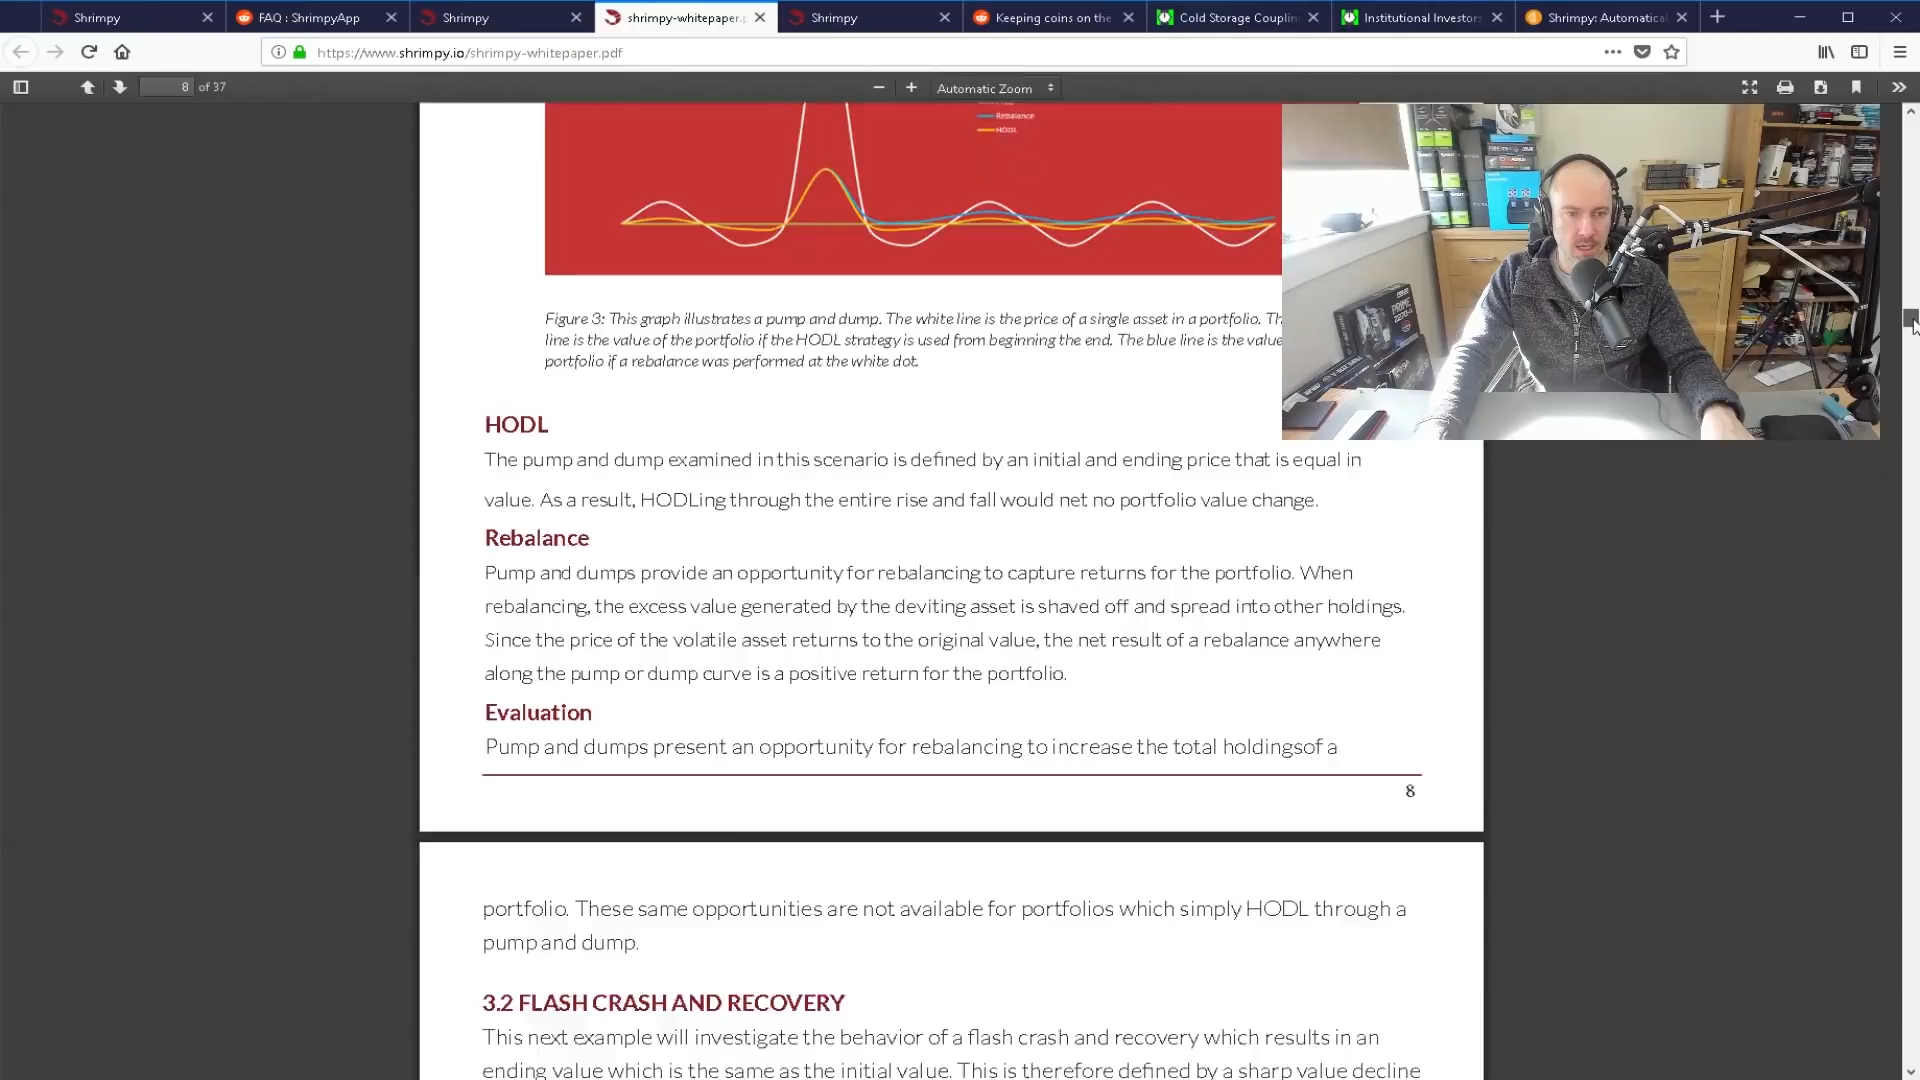 Shrimpy
FAQ : ShrimpyApp
Shrimpy
shrimpy-whitepaper.p
Shrimpy
Keeping coins on the
Cold Storage Couplin
Institutional Investors
Shrimpy: Automatical
https://www.shrimpy.io/shrimpy-whitepaper.pdf
8 of 37
Automatic Zoom
Rebalance
HODL
Figure 3: This graph illustrates a pump and dump. The white line is the price of a single asset in a portfolio. Th
line is the value of the portfolio if the HODL strategy is used from beginning the end. The blue line is the value
portfolio if a rebalance was performed at the white dot.
HODL
The pump and dump examined in this scenario is defined by an initial and ending price that is equal in
value. As a result, HODLing through the entire rise and fall would net no portfolio value change.
Rebalance
Pump and dumps provide an opportunity for rebalancing to capture returns for the portfolio. When
rebalancing, the excess value generated by the deviting asset is shaved off and spread into other holdings.
Since the price of the volatile asset returns to the original value, the net result of a rebalance anywhere
along the pump or dump curve is a positive return for the portfolio.
Evaluation
Pump and dumps present an opportunity for rebalancing to increase the total holdingsof a
8
portfolio. These same opportunities are not available for portfolios which simply HODL through a
pump and dump.
3.2 FLASH CRASH AND RECOVERY
This next example will investigate the behavior of a flash crash and recovery which results in an
ending value which is the same as the initial value. This is therefore defined by a sharp value decline